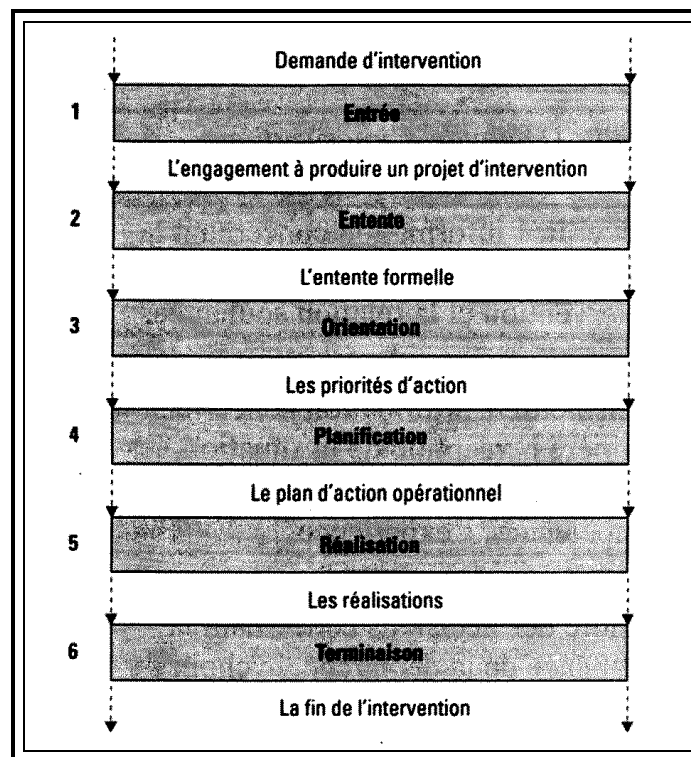 Demande d'intervention
1 Entrée
L'engagement à produire un projet d'intervention
2 Entente
L'entente formelle
3 Orientation
Les priorités d'action
4 Planification
Le plan d'action opérationnel
5 Réalisation
Les réalisations
6 Terminaison
La fin de l'intervention